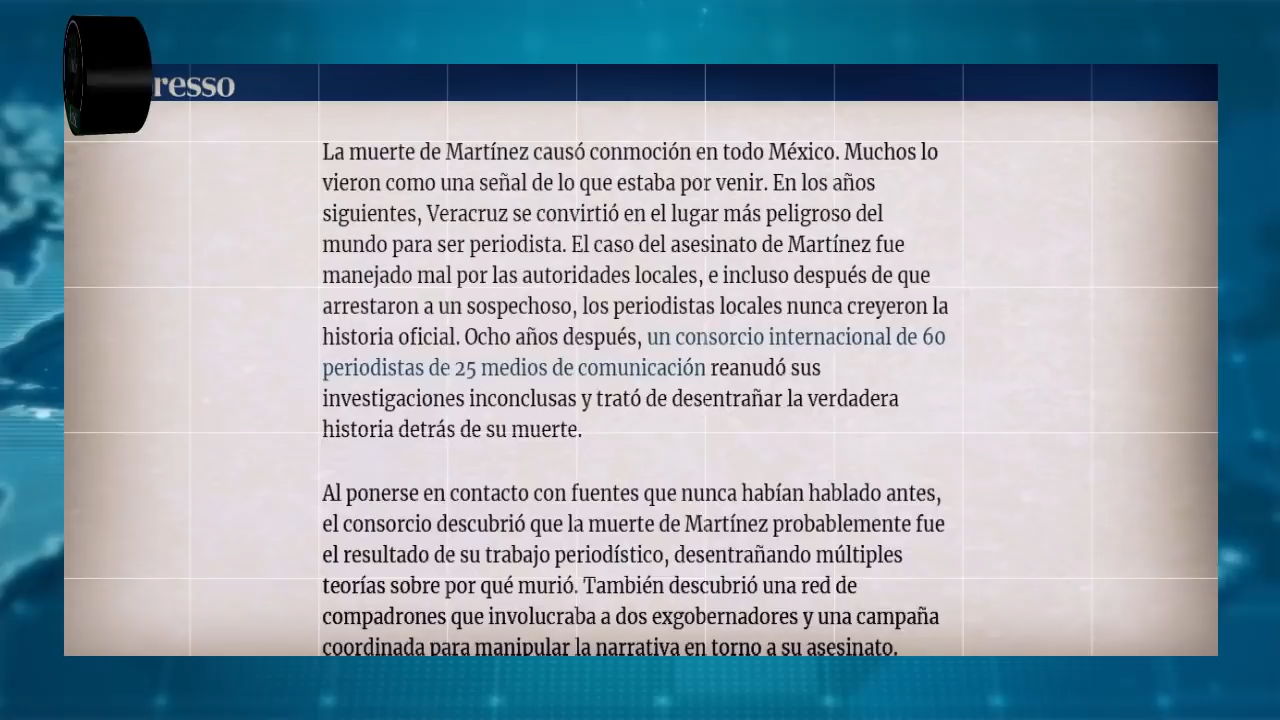 resso
La muerte de Martínez causó conmoción en todo México. Muchos lo
vieron como una señal de lo que estaba por venir. En los años
siguientes, Veracruz se convirtió en el lugar más peligroso del
mundo para ser periodista. El caso del asesinato de Martínez fue
manejado mal por las autoridades locales, e incluso después de que
arrestaron a un sospechoso, los periodistas locales nunca creyeron la
historia oficial. Ocho años después, un consorcio internacional de 60
periodistas de 25 medios de comunicación reanudó sus
investigaciones inconclusas y trató de desentrañar la verdadera
historia detrás de su muerte.
Al ponerse en contacto con fuentes que nunca habían hablado antes,
el consorcio descubrió que la muerte de Martínez probablemente fue
el resultado de su trabajo periodístico, desentrañando múltiples
teorías sobre por qué murió. También descubrió una red de
compadrones que involucraba a dos exgobernadores y una campaña
coordinada para manipular la narrativa en torno a su asesinato.